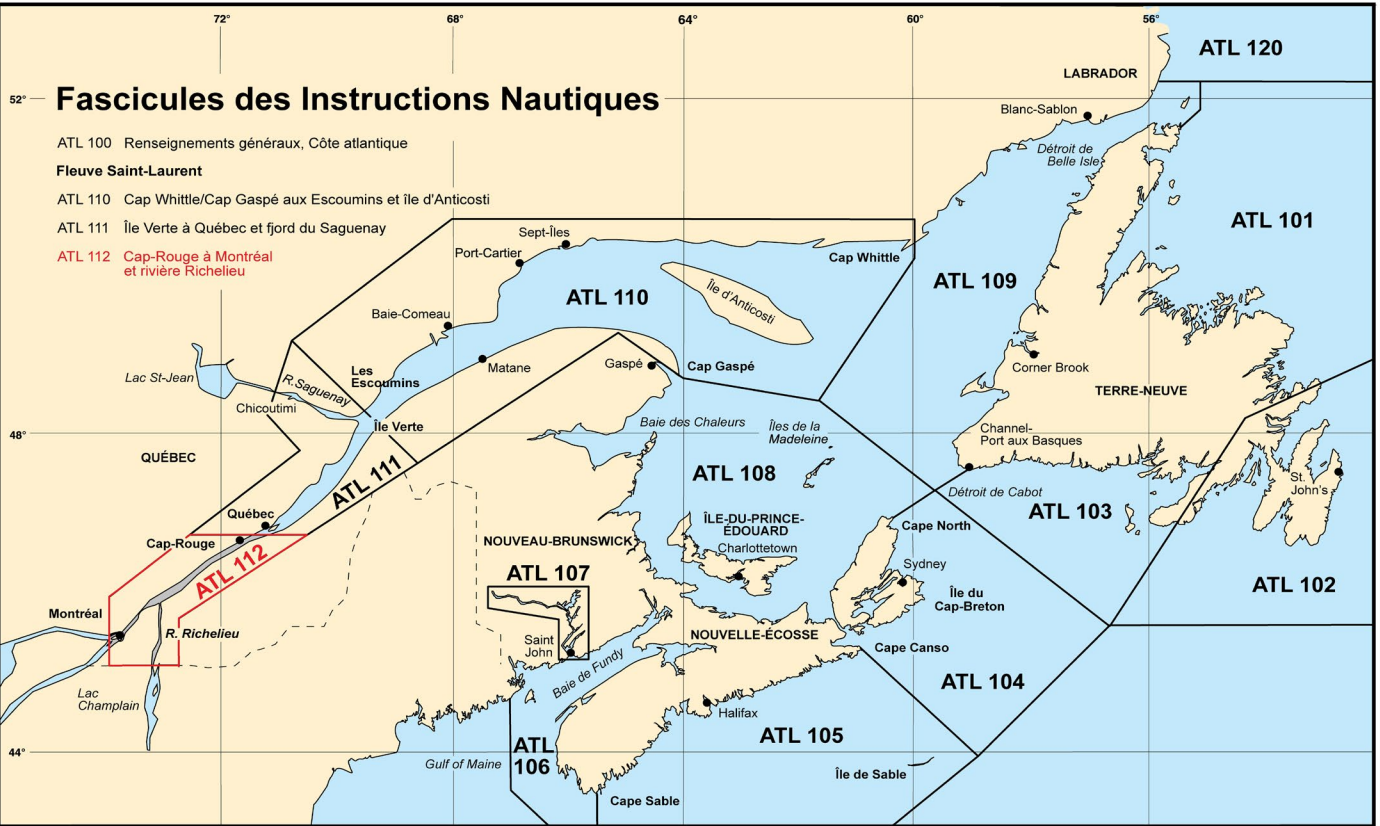 72°
68°
64°
60°
56°
ATL 120
LABRADOR
52°
Fascicules des Instructions Nautiques
Blanc-Sablon
ATL 100 Renseignements généraux, Côte atlantique
Détroit de
Belle Isle
Fleuve Saint-Laurent
ATL 110 Cap Whittle/Cap Gaspé aux Escoumins et île d'Anticosti
ATL 111 Île Verte à Québec et fjord du Saguenay
ATL 112 Cap-Rouge à Montréal
et rivière Richelieu
ATL 101
Sept-Îles
Port-Cartier
Cap Whittle
ATL 109
ATL 110
Île d'Anticosti
Baie-Comeau
Lac St-Jean
R.Saguenay
Les
Escoumins
Matane
Gaspé
Cap Gaspé
Corner Brook
TERRE-NEUVE
Chicoutimi
Île Verte
Baie des Chaleurs
Îles de la
Madeleine
Channel-
Port aux Basques
48°
QUÉBEC
ATL 111
ATL 108
St.
John's
Détroit de Cabot
ATL 103
Québec
Cap-Rouge
ATL 112
NOUVEAU-BRUNSWICK
ÎLE-DU-PRINCE-
ÉDOUARD
Charlottetown
Cape North
Sydney
ATL 107
ATL 102
Île du
Cap-Breton
Montréal
R. Richelieu
Saint
John
NOUVELLE-ÉCOSSE
Cape Canso
Baie de Fundy
Lac
Champlain
ATL 104
Halifax
ATL 105
44°
ATL
106
Gulf of Maine
Île de Sable
Cape Sable